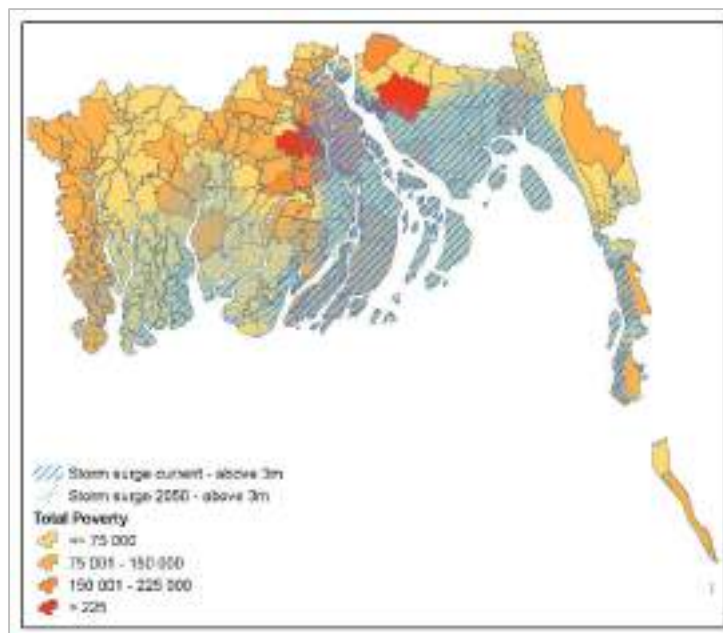 Storm surge current - above 3m
Storm surge 2050 - above 3m
Total Poverty
<= 75 000
75 001 - 150 000
150 001 - 225 000
> 225